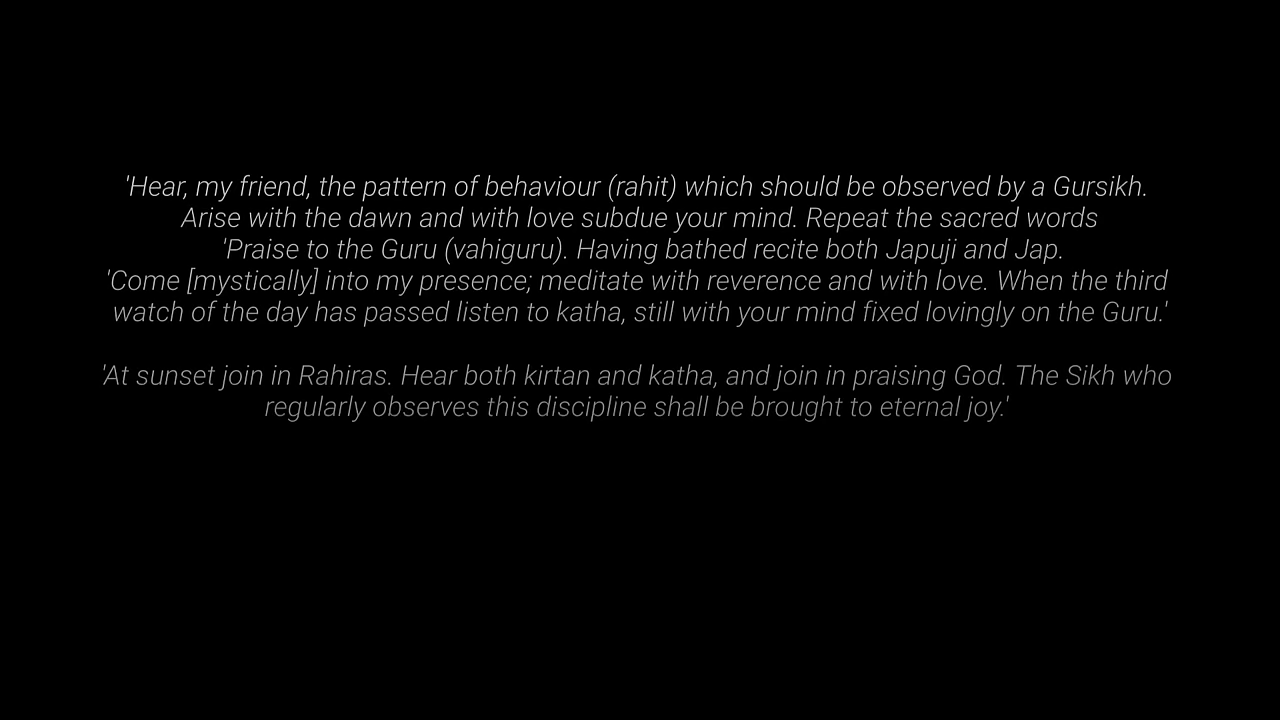 'Hear, my friend, the pattern of behaviour (rahit) which should be observed by a Gursikh.
Arise with the dawn and with love subdue your mind. Repeat the sacred words
'Praise to the Guru (vahiguru). Having bathed recite both Japuji and Jap.
'Come [mystically] into my presence; meditate with reverence and with love. When the third
watch of the day has passed listen to katha, still with your mind fixed lovingly on the Guru.'
'At sunset join in Rahiras. Hear both kirtan and katha, and join in praising God. The Sikh who
regularly observes this discipline shall be brought to eternal joy.'